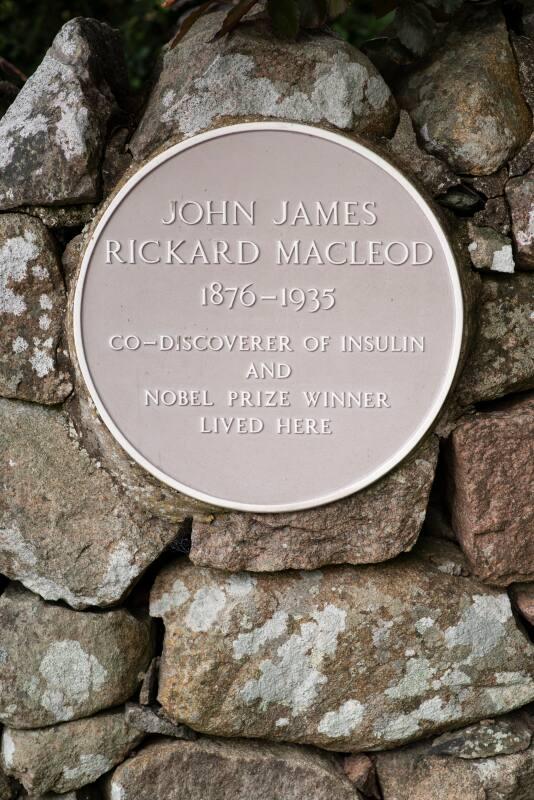 JOHN JAMES
RICKARD MACLEOD
1876–1935
CO–DISCOVERER OF INSULIN
AND
NOBEL PRIZE WINNER
LIVED HERE